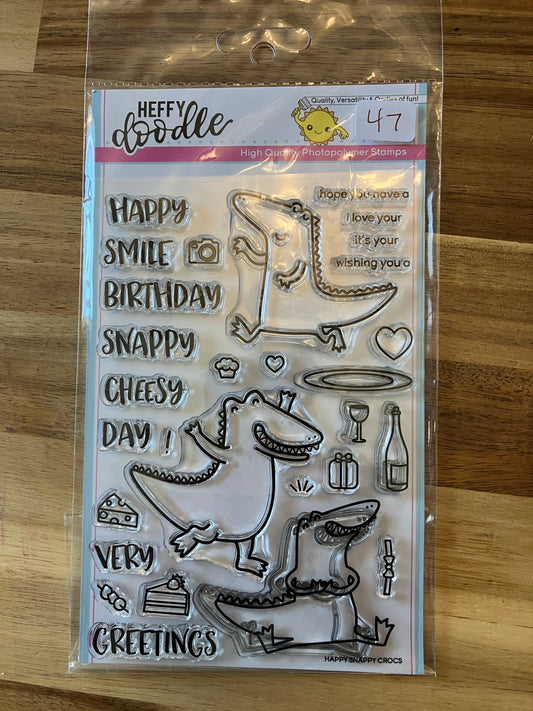 HEFFY
doodle
Quality, Versatility & Oodles of fun!
47
High Quality Photopolymer Stamps
HAPPY
hope you have a
i love your
SMILE
it's your
wishing you a
BIRTHDAY
SNAPPY
CHEESY
DAY !
VERY
GREETINGS
HAPPY SNAPPY CROCS